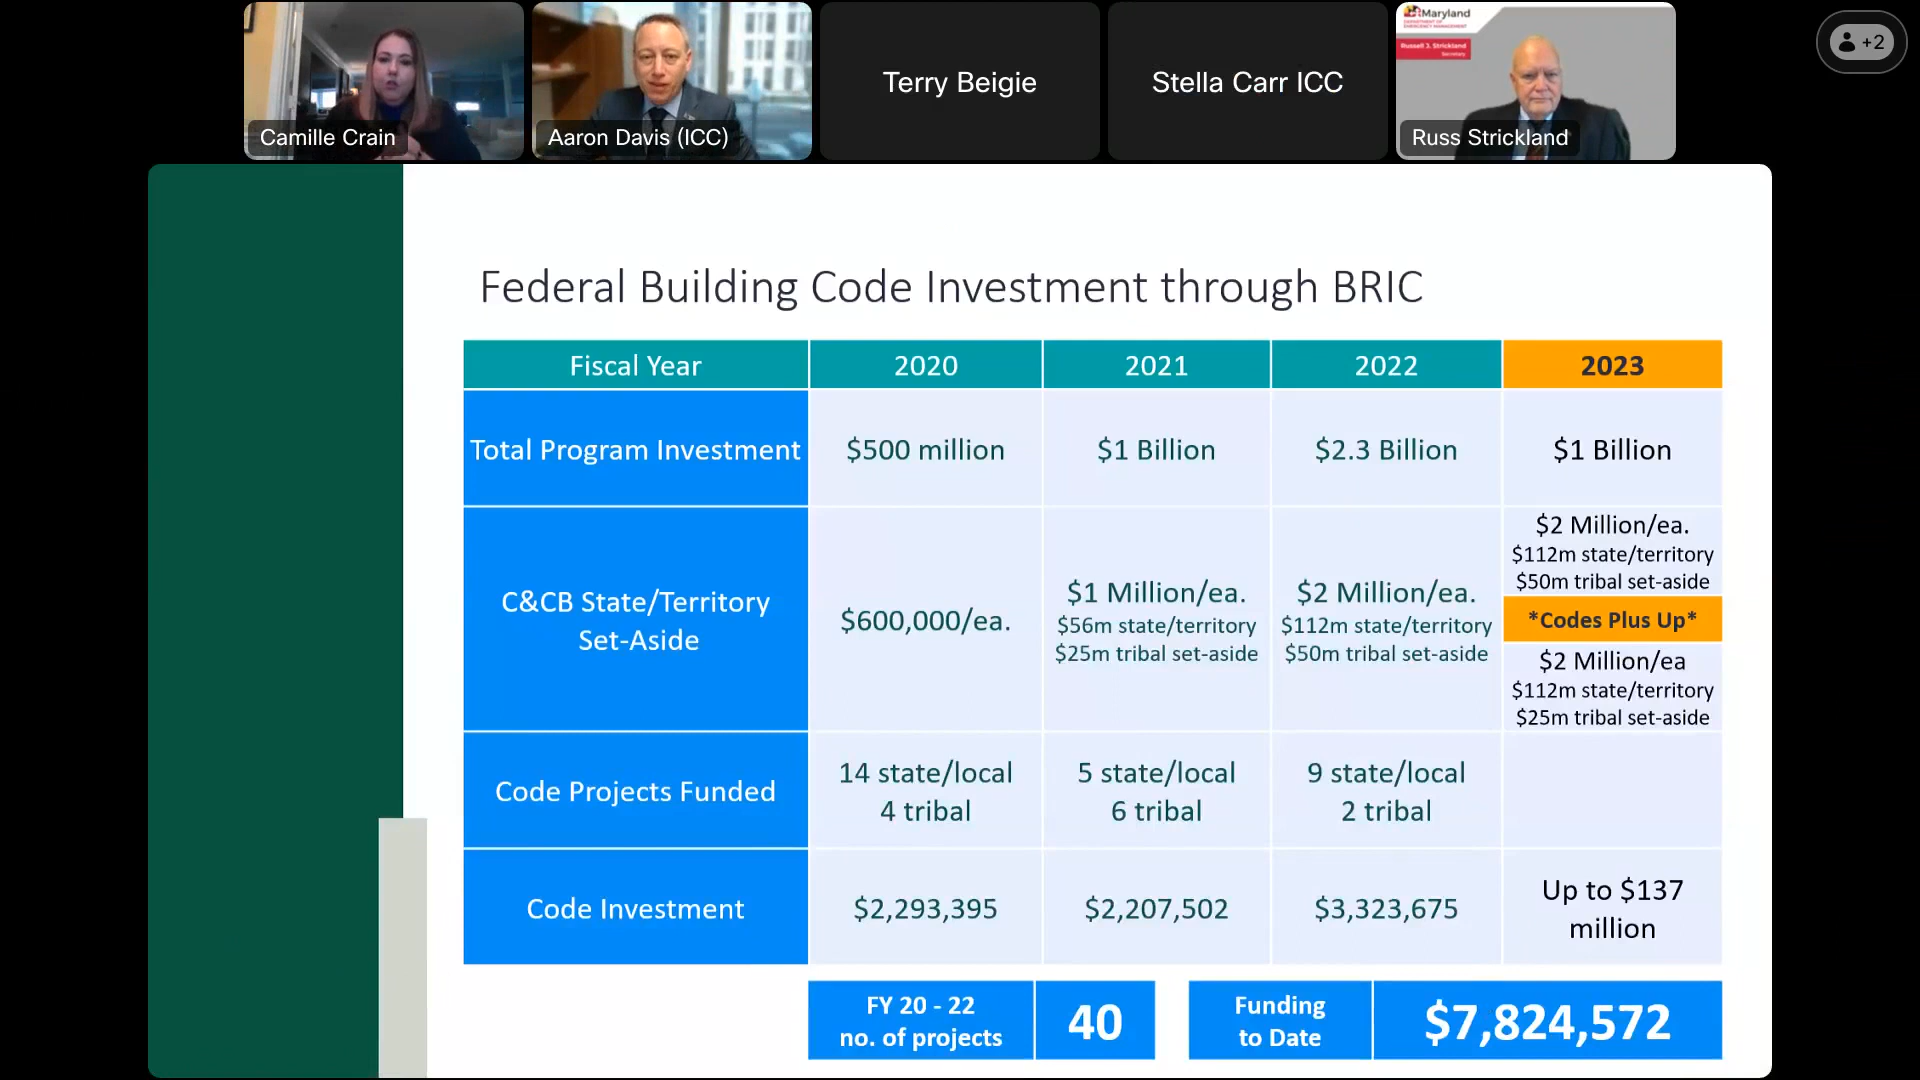 Camille Crain
Aaron Davis (ICC)
Terry Beigie
Stella Carr ICC
Maryland
DEPARTMENT OF
EMERGENCY MANAGEMENT
Russell J. Strickland
Secretary
Russ Strickland
+2
Federal Building Code Investment through BRIC
Fiscal Year
2020
2021
2022
2023
Total Program Investment
$500 million
$1 Billion
$2.3 Billion
$1 Billion
C&CB State/Territory
Set-Aside
$600,000/ea.
$1 Million/ea.
$56m state/territory
$25m tribal set-aside
$2 Million/ea.
$112m state/territory
$50m tribal set-aside
$2 Million/ea.
$112m state/territory
$50m tribal set-aside
*Codes Plus Up*
$2 Million/ea
$112m state/territory
$25m tribal set-aside
Code Projects Funded
14 state/local
4 tribal
5 state/local
6 tribal
9 state/local
2 tribal
Code Investment
$2,293,395
$2,207,502
$3,323,675
Up to $137
million
FY 20 - 22
no. of projects
40
Funding
to Date
$7,824,572